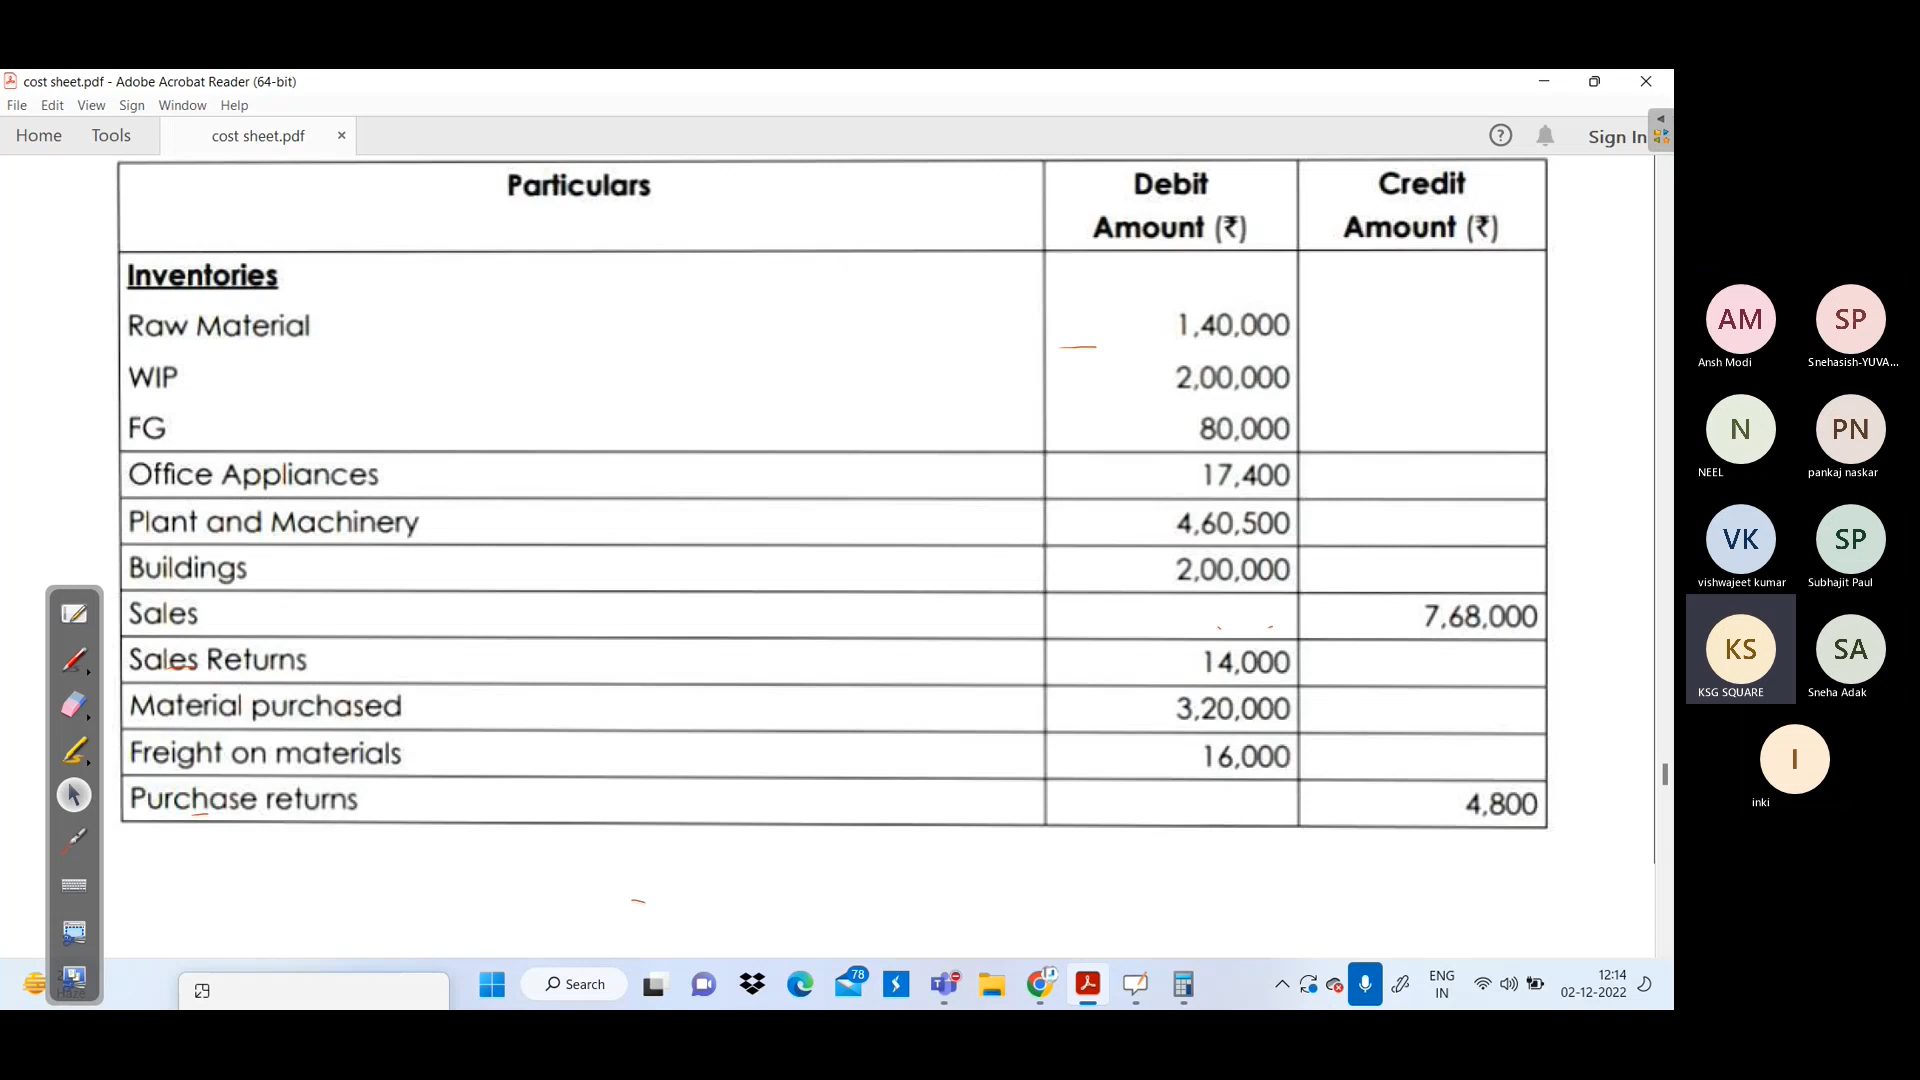 cost sheet.pdf - Adobe Acrobat Reader (64-bit)
File Edit View Sign Window Help
Home Tools cost sheet.pdf × Sign In
Particulars Debit Amount (₹) Credit Amount (₹)
Inventories
Raw Material 1,40,000
WIP 2,00,000
FG 80,000
Office Appliances 17,400
Plant and Machinery 4,60,500
Buildings 2,00,000
Sales 7,68,000
Sales Returns 14,000
Material purchased 3,20,000
Freight on materials 16,000
Purchase returns 4,800
AM SP
Ansh Modi Snehasish-YUVA...
N PN
NEEL pankaj naskar
VK SP
vishwajeet kumar Subhajit Paul
KS SA
KSG SQUARE Sneha Adak
I
inki
Haze
Search
78
ENG
IN
12:14
02-12-2022